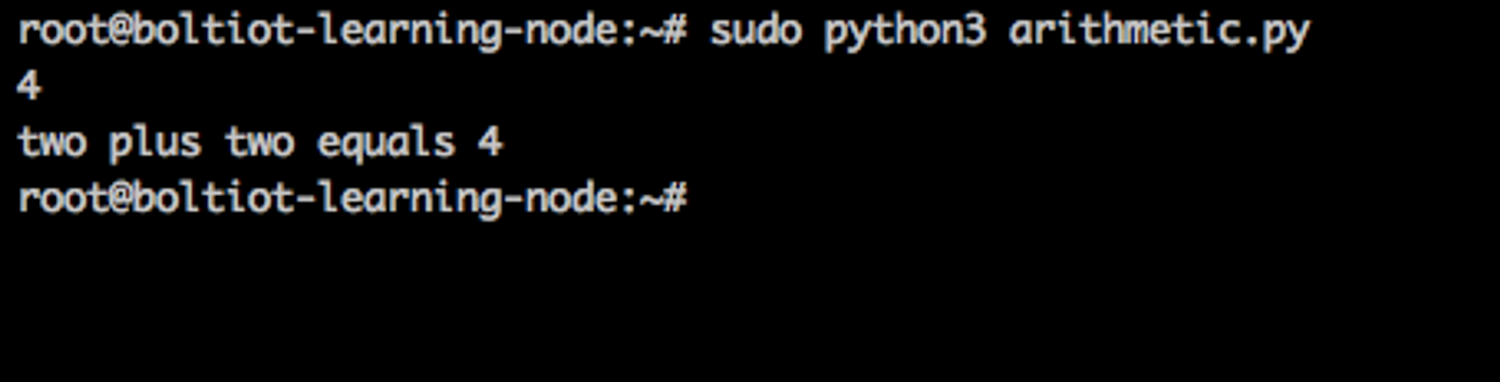 root@boltiot-learning-node:~# sudo python3 arithmetic.py
4
two plus two equals 4
root@boltiot-learning-node:~#